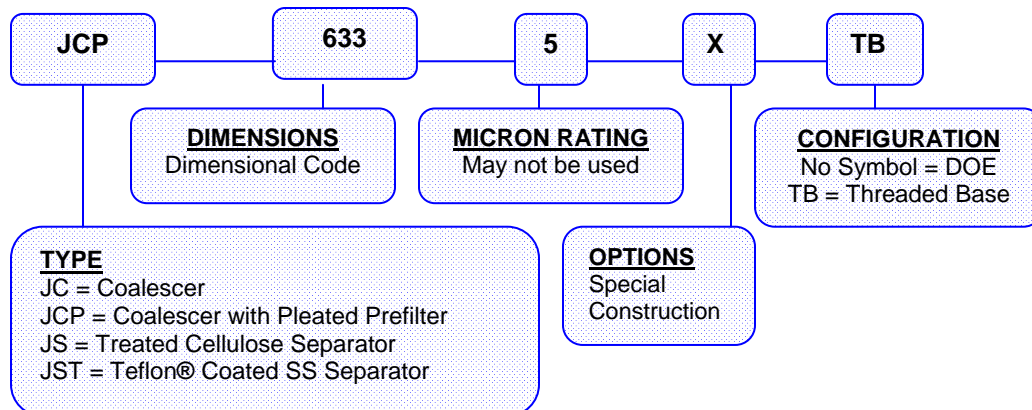 JCP
633
5
X
TB
DIMENSIONS
Dimensional Code
MICRON RATING
May not be used
CONFIGURATION
No Symbol = DOE
TB = Threaded Base
TYPE
JC = Coalescer
JCP = Coalescer with Pleated Prefilter
JS = Treated Cellulose Separator
JST = Teflon® Coated SS Separator
OPTIONS
Special
Construction